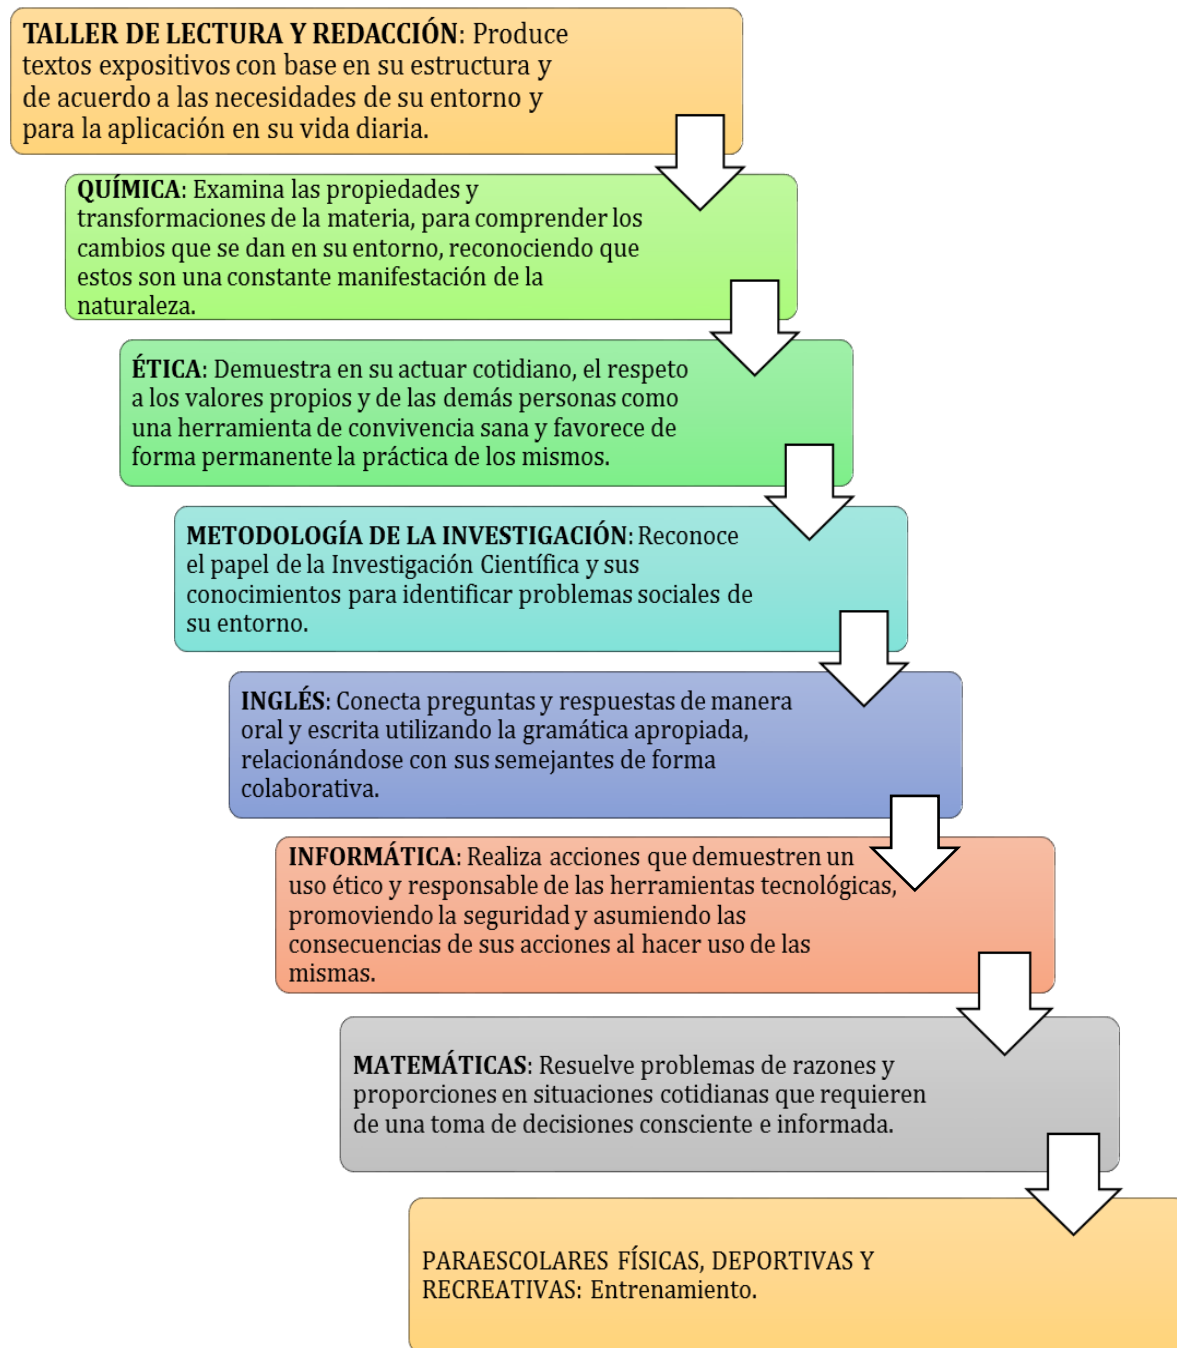 TALLER DE LECTURA Y REDACCIÓN: Produce
textos expositivos con base en su estructura y
de acuerdo a las necesidades de su entorno y
para la aplicación en su vida diaria.
QUÍMICA: Examina las propiedades y
transformaciones de la materia, para comprender los
cambios que se dan en su entorno, reconociendo que
estos son una constante manifestación de la
naturaleza.
ÉTICA: Demuestra en su actuar cotidiano, el respeto
a los valores propios y de las demás personas como
una herramienta de convivencia sana y favorece de
forma permanente la práctica de los mismos.
METODOLOGÍA DE LA INVESTIGACIÓN: Reconoce
el papel de la Investigación Científica y sus
conocimientos para identificar problemas sociales de
su entorno.
INGLÉS: Conecta preguntas y respuestas de manera
oral y escrita utilizando la gramática apropiada,
relacionándose con sus semejantes de forma
colaborativa.
INFORMÁTICA: Realiza acciones que demuestren un
uso ético y responsable de las herramientas tecnológicas,
promoviendo la seguridad y asumiendo las
consecuencias de sus acciones al hacer uso de las
mismas.
MATEMÁTICAS: Resuelve problemas de razones y
proporciones en situaciones cotidianas que requieren
de una toma de decisiones consciente e informada.
PARAESCOLARES FÍSICAS, DEPORTIVAS Y
RECREATIVAS: Entrenamiento.